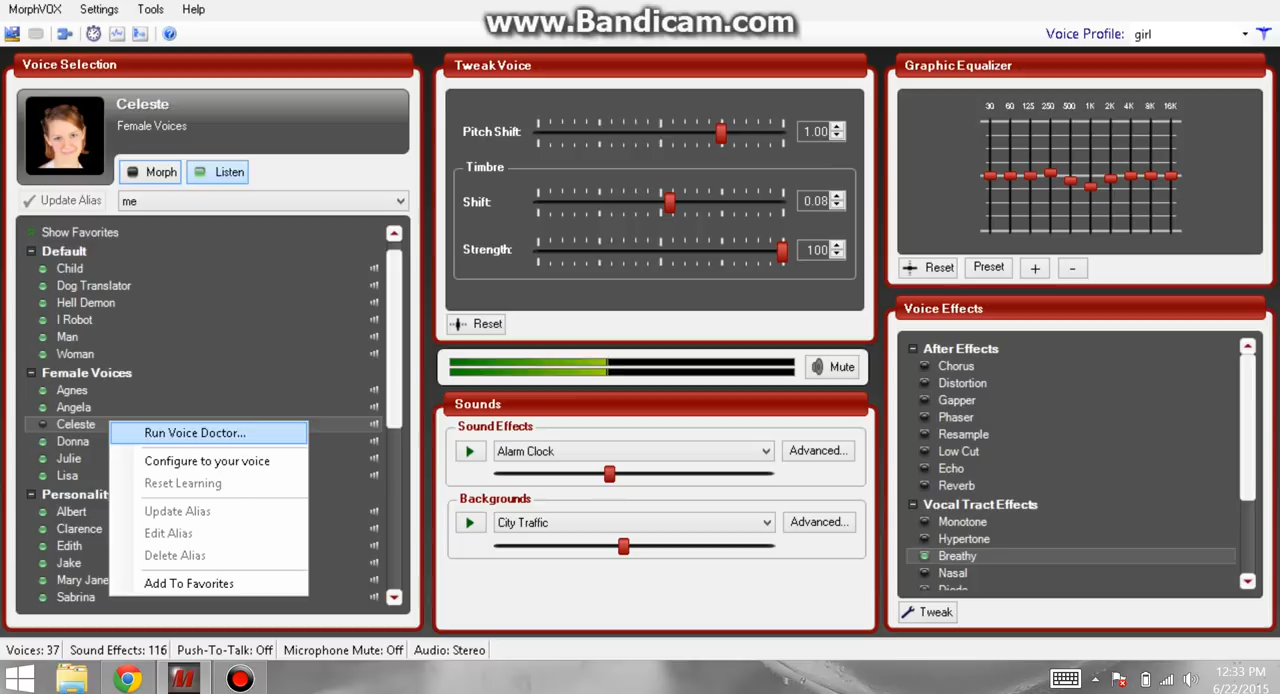 MorphVOX Settings Tools Help
www.Bandicam.com
Voice Profile: girl
Voice Selection
Celeste
Female Voices
Morph Listen
Update Alias me
Show Favorites
Default
Child
Dog Translator
Hell Demon
I Robot
Man
Woman
Female Voices
Agnes
Angela
Celeste
Donna
Julie
Lisa
Personalit
Albert
Clarence
Edith
Jake
Mary Jane
Sabrina
Run Voice Doctor...
Configure to your voice
Reset Learning
Update Alias
Edit Alias
Delete Alias
Add To Favorites
Tweak Voice
Pitch Shift: 1.00
Timbre
Shift: 0.08
Strength: 100
Reset
Mute
Sounds
Sound Effects
Alarm Clock Advanced...
Backgrounds
City Traffic Advanced...
Graphic Equalizer
30 60 125 250 500 1K 2K 4K 8K 16K
Reset Preset + -
Voice Effects
After Effects
Chorus
Distortion
Gapper
Phaser
Resample
Low Cut
Echo
Reverb
Vocal Tract Effects
Monotone
Hypertone
Breathy
Nasal
Tweak
Voices: 37 Sound Effects: 116 Push-To-Talk: Off Microphone Mute: Off Audio: Stereo
12:33 PM
6/22/2015